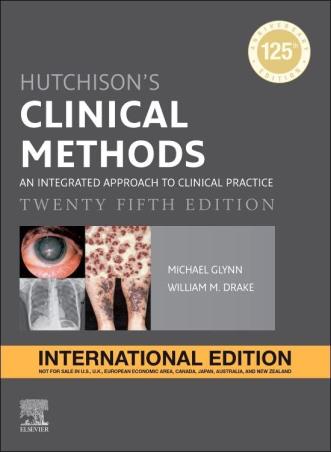 ANNIVERSARY
125th
EDITION
HUTCHISON'S
CLINICAL
METHODS
AN INTEGRATED APPROACH TO CLINICAL PRACTICE
TWENTY FIFTH EDITION
MICHAEL GLYNN
WILLIAM M. DRAKE
INTERNATIONAL EDITION
NOT FOR SALE IN U.S., U.K., EUROPEAN ECONOMIC AREA, CANADA, JAPAN, AUSTRALIA, AND NEW ZEALAND
ELSEVIER